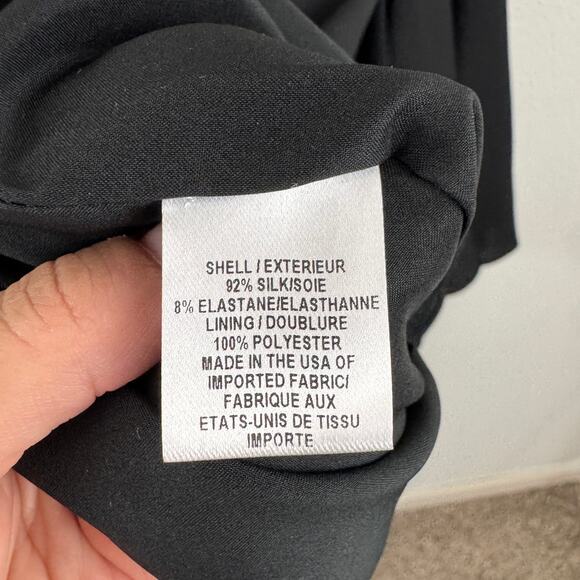 SHELL / EXTERIEUR
92% SILK/SOIE
8% ELASTANE/ELASTHANNE
LINING / DOUBLURE
100% POLYESTER
MADE IN THE USA OF
IMPORTED FABRIC/
FABRIQUE AUX
ETATS-UNIS DE TISSU
IMPORTE